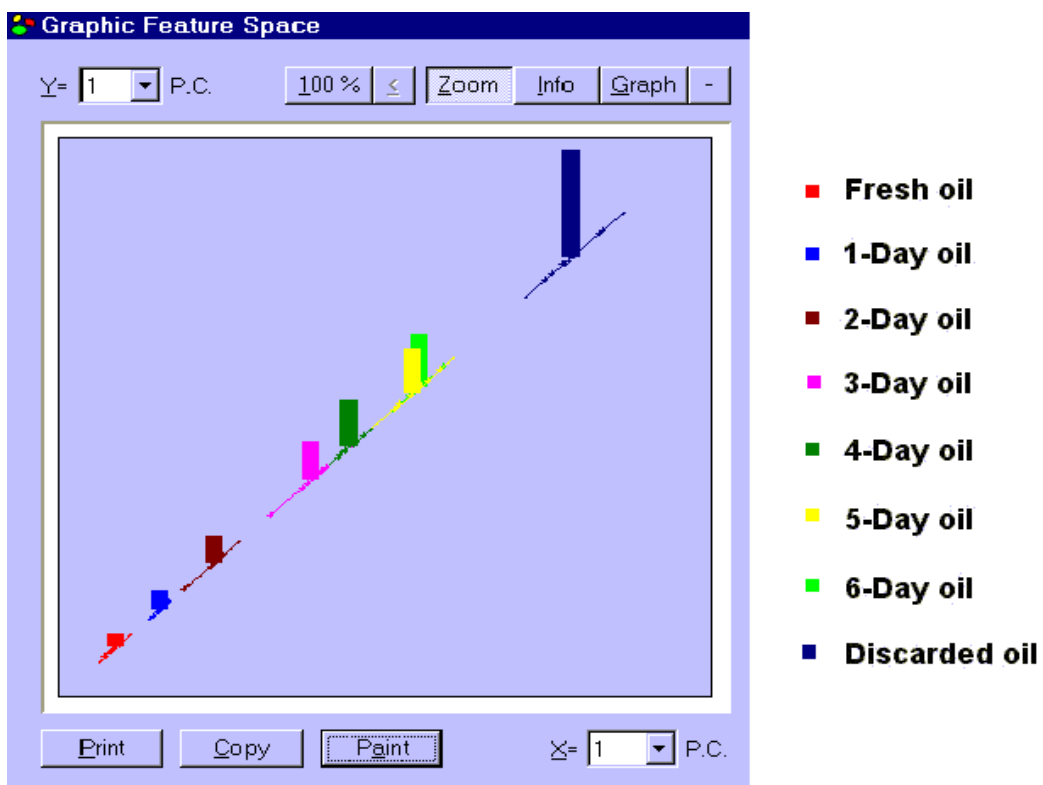 Graphic Feature Space
Y= 1 P.C. 100 % < Zoom Info Graph -
Fresh oil
1-Day oil
2-Day oil
3-Day oil
4-Day oil
5-Day oil
6-Day oil
Discarded oil
Print Copy Paint X= 1 P.C.